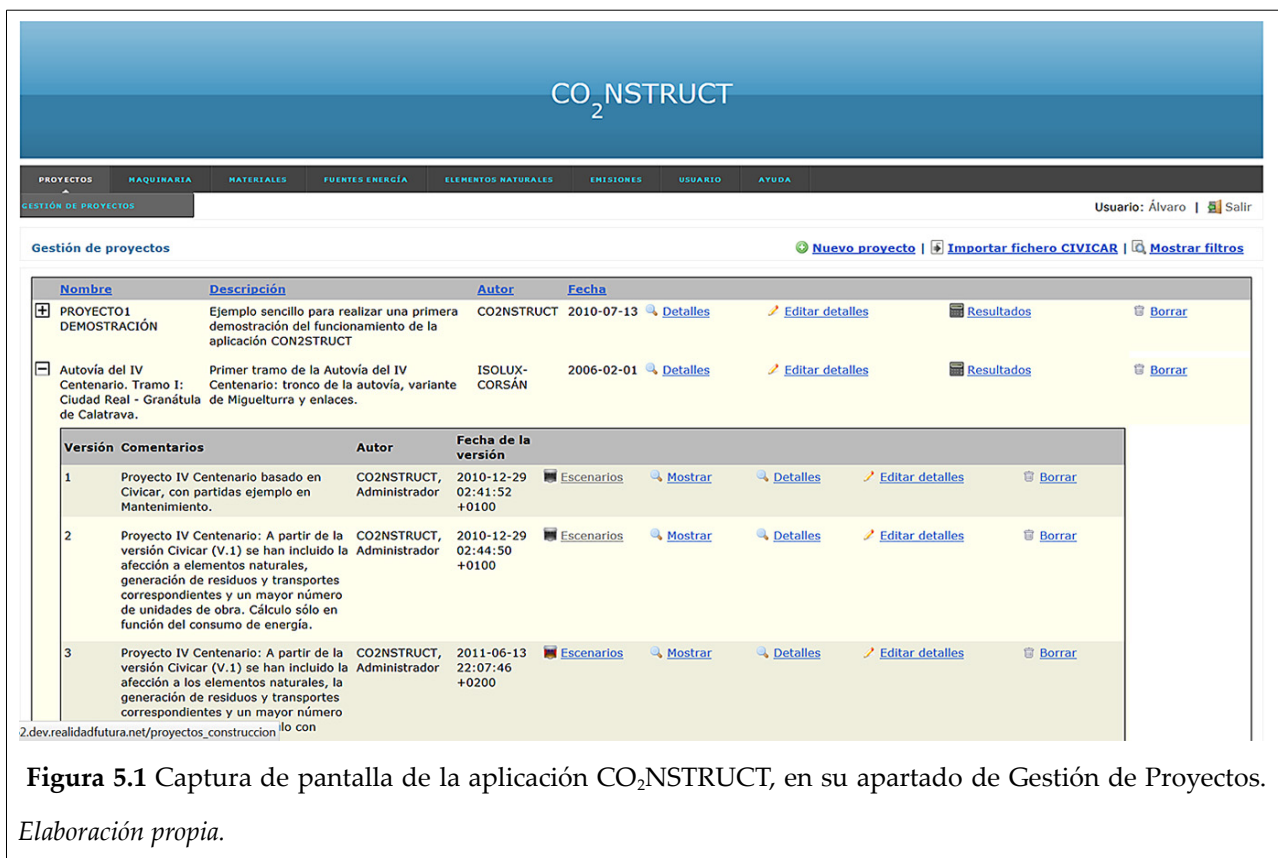 CO₂NSTRUCT
PROYECTOS MAQUINARIA MATERIALES FUENTES ENERGÍA ELEMENTOS NATURALES EMISIONES USUARIO AYUDA
GESTIÓN DE PROYECTOS
Usuario: Álvaro | Salir
Gestión de proyectos
Nuevo proyecto | Importar fichero CIVICAR | Mostrar filtros
Nombre Descripción Autor Fecha
PROYECTO1 Ejemplo sencillo para realizar una primera CO2NSTRUCT 2010-07-13 Detalles Editar detalles Resultados Borrar
DEMOSTRACIÓN demostración del funcionamiento de la
aplicación CON2STRUCT
Autovía del IV Primer tramo de la Autovía del IV ISOLUX- 2006-02-01 Detalles Editar detalles Resultados Borrar
Centenario. Tramo I: Centenario: tronco de la autovía, variante CORSÁN
Ciudad Real - Granátula de Miguelturra y enlaces.
de Calatrava.
Versión Comentarios Autor Fecha de la
versión
1 Proyecto IV Centenario basado en CO2NSTRUCT, 2010-12-29 Escenarios Mostrar Detalles Editar detalles Borrar
Civicar, con partidas ejemplo en Administrador 02:41:52
Mantenimiento. +0100
2 Proyecto IV Centenario: A partir de la CO2NSTRUCT, 2010-12-29 Escenarios Mostrar Detalles Editar detalles Borrar
versión Civicar (V.1) se han incluido la Administrador 02:44:50
afección a elementos naturales, +0100
generación de residuos y transportes
correspondientes y un mayor número
de unidades de obra. Cálculo sólo en
función del consumo de energía.
3 Proyecto IV Centenario: A partir de la CO2NSTRUCT, 2011-06-13 Escenarios Mostrar Detalles Editar detalles Borrar
versión Civicar (V.1) se han incluido la Administrador 22:07:46
afección a los elementos naturales, la +0200
generación de residuos y transportes
correspondientes y un mayor número
2.dev.realidadfutura.net/proyectos_construccion lo con
Figura 5.1 Captura de pantalla de la aplicación CO₂NSTRUCT, en su apartado de Gestión de Proyectos.
Elaboración propia.